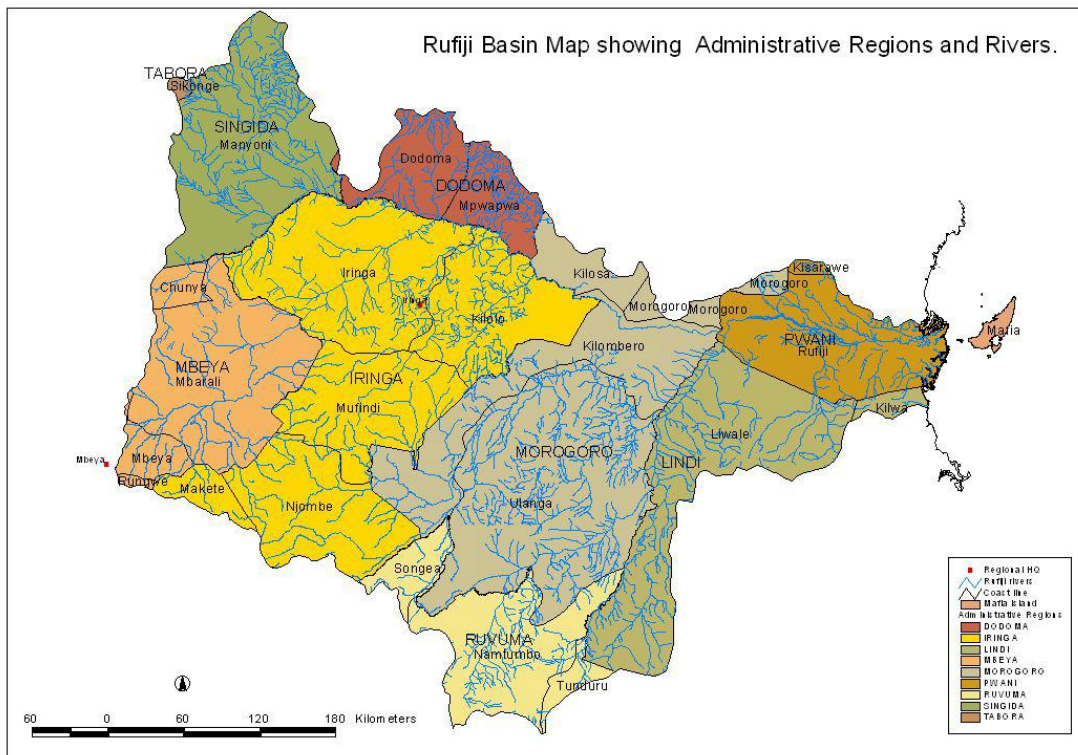 Rufiji Basin Map showing Administrative Regions and Rivers.
TABORA
Sikonge
SINGIDA
Manyoni
Dodoma
DODOMA
Mpwapwa
Kilosa
Kisarawe
Morogoro
Morogoro
Morogoro
Iringa
Iringa
Kilolo
Chunya
PWANI
Rufiji
Mafia
Kilombero
MBEYA
Mbarali
IRINGA
Mufindi
Kilwa
Liwale
MOROGORO
LINDI
Mbeya
Mbeya
Rungwe
Makete
Njombe
Ulanga
Songea
RUVUMA
Namtumbo
Tunduru
Regional HQ
Rufiji rivers
Coast line
Mafia island
Administrative Regions
DODOMA
IRINGA
LINDI
MBEYA
MOROGORO
PWANI
RUVUMA
SINGIDA
TABORA
60 0 60 120 180 Kilometers